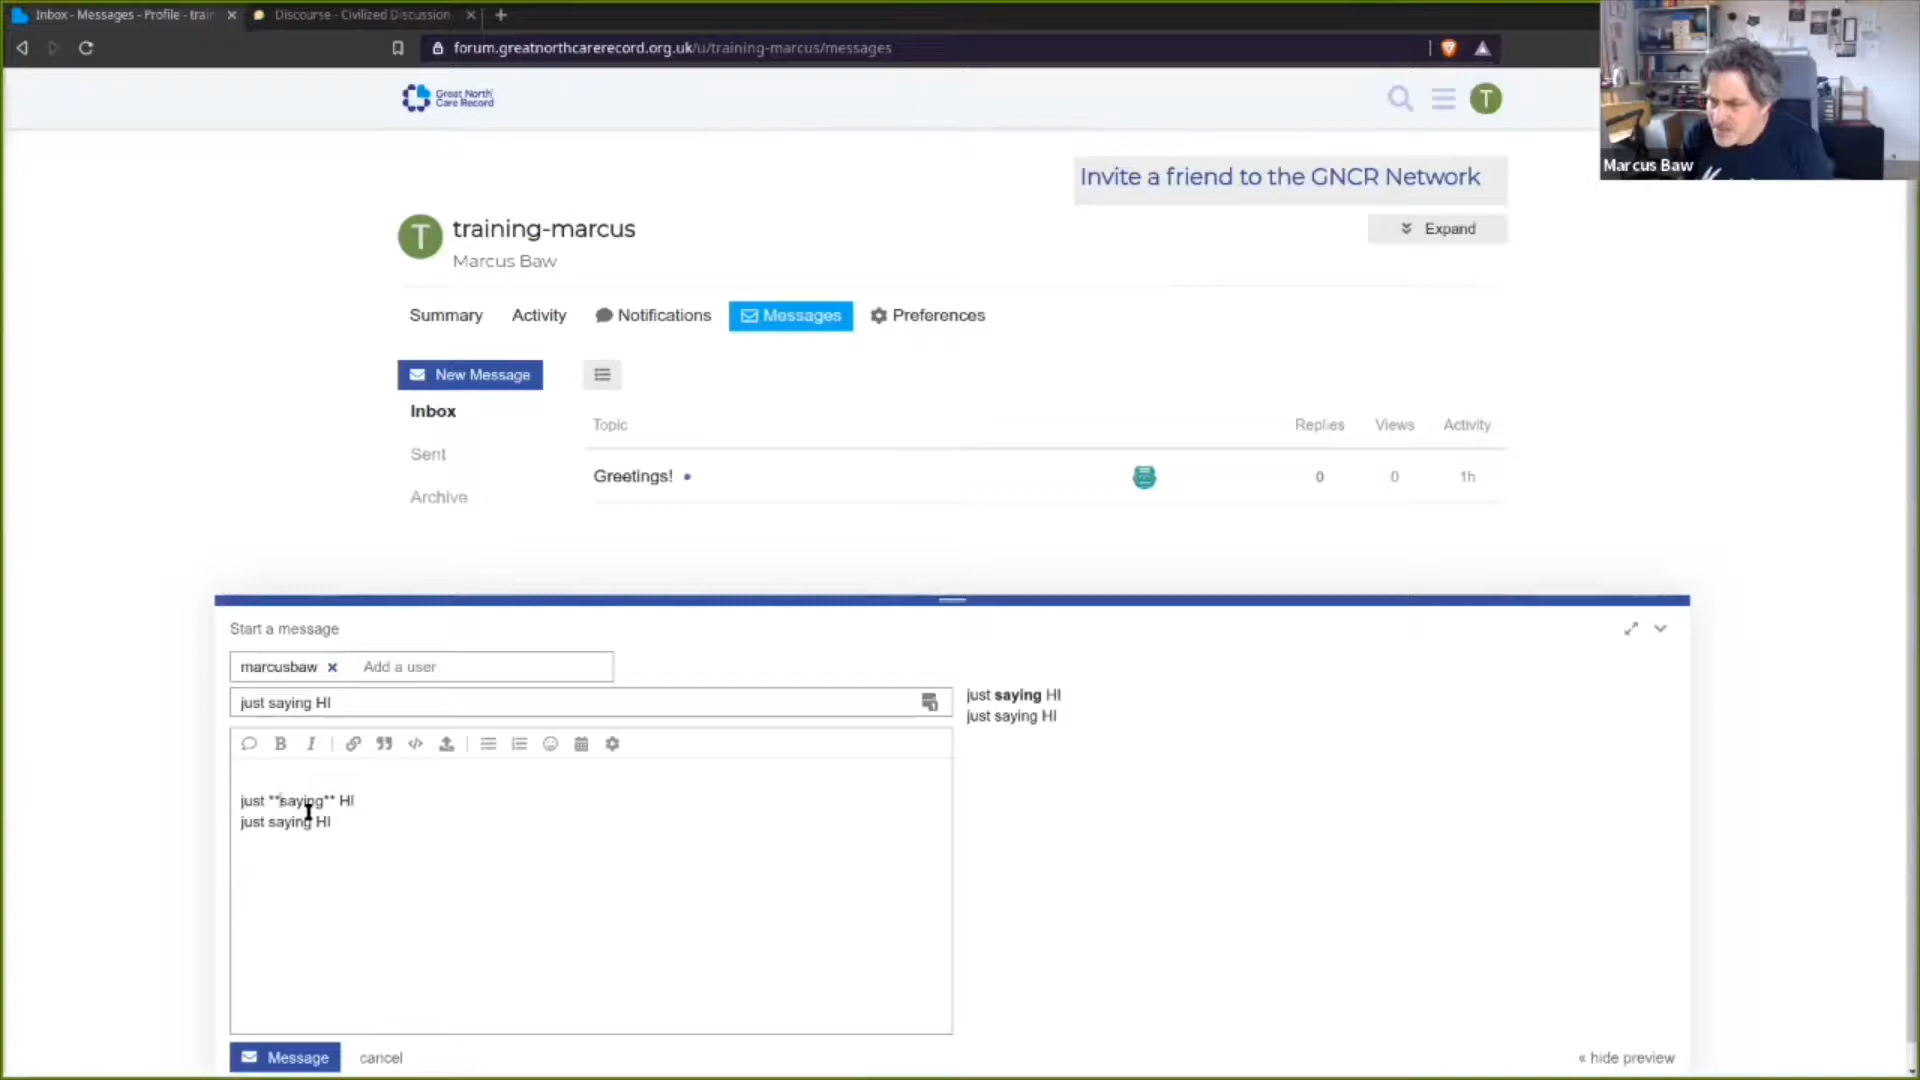 Inbox - Messages - Profile - trair
Discourse - Civilized Discussion
forum.greatnorthcarerecord.org.uk/u/training-marcus/messages
Great North
Care Record
T
Marcus Baw
Invite a friend to the GNCR Network
T
training-marcus
Expand
Marcus Baw
Summary
Activity
Notifications
Messages
Preferences
New Message
Inbox
Sent
Archive
Topic
Replies
Views
Activity
Greetings!
0
0
1h
Start a message
marcusbaw
Add a user
just saying HI
just saying HI
just saying HI
B
I
just **saying** HI
just saying HI
Message
cancel
« hide preview